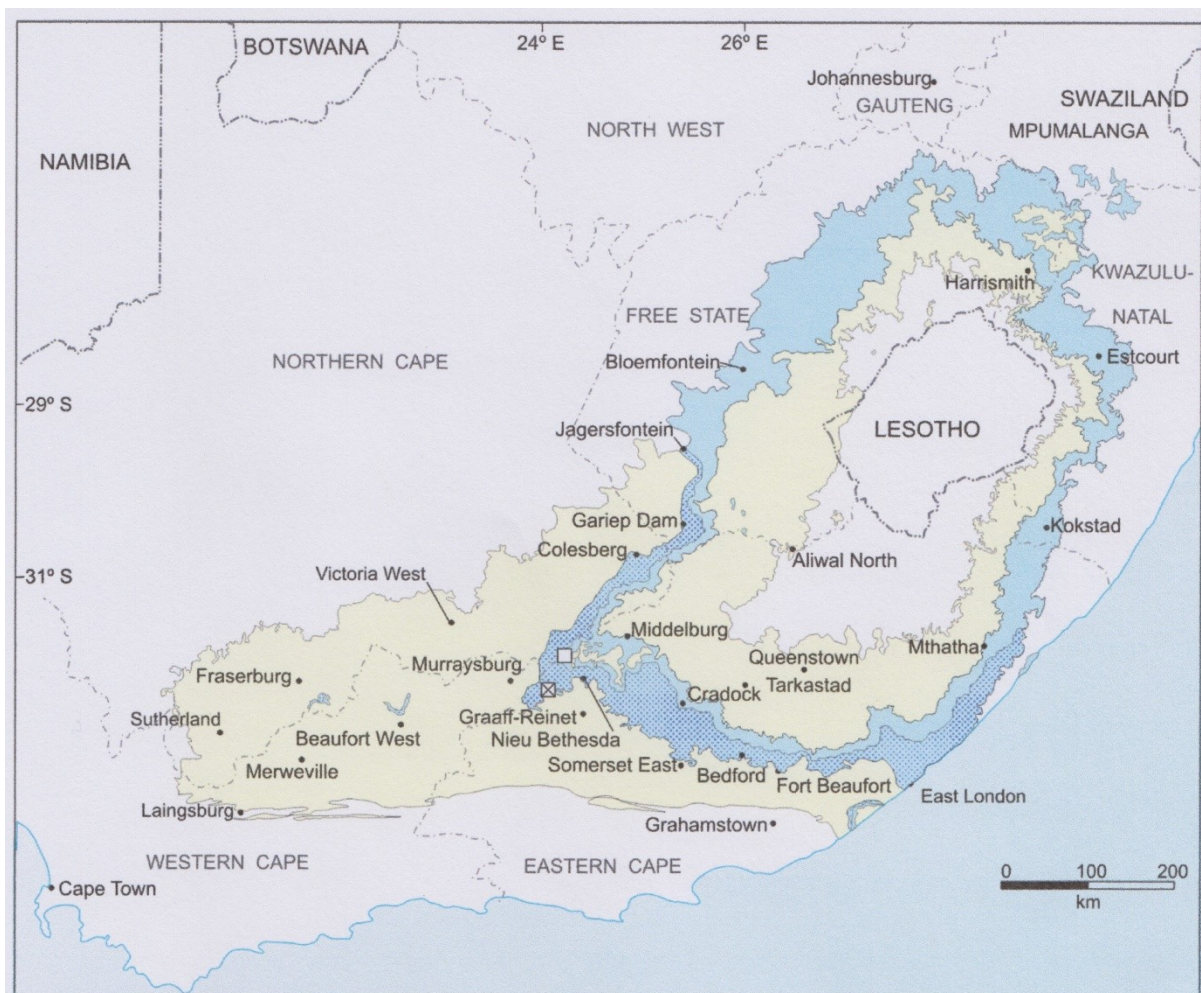 24° E
26° E
BOTSWANA
Johannesburg
GAUTENG
SWAZILAND
MPUMALANGA
NORTH WEST
NAMIBIA
Harrismith
KWAZULU-
NATAL
FREE STATE
Bloemfontein
Estcourt
NORTHERN CAPE
29° S
Jagersfontein
LESOTHO
Gariep Dam
Kokstad
Colesberg
Aliwal North
31° S
Victoria West
Middelburg
Mthatha
Queenstown
Murraysburg
Fraserburg
Tarkastad
Cradock
Sutherland
Graaff-Reinet
Beaufort West
Nieu Bethesda
Merweville
Somerset East
Bedford
Fort Beaufort
East London
Laingsburg
Grahamstown
WESTERN CAPE
EASTERN CAPE
0 100 200
km
Cape Town